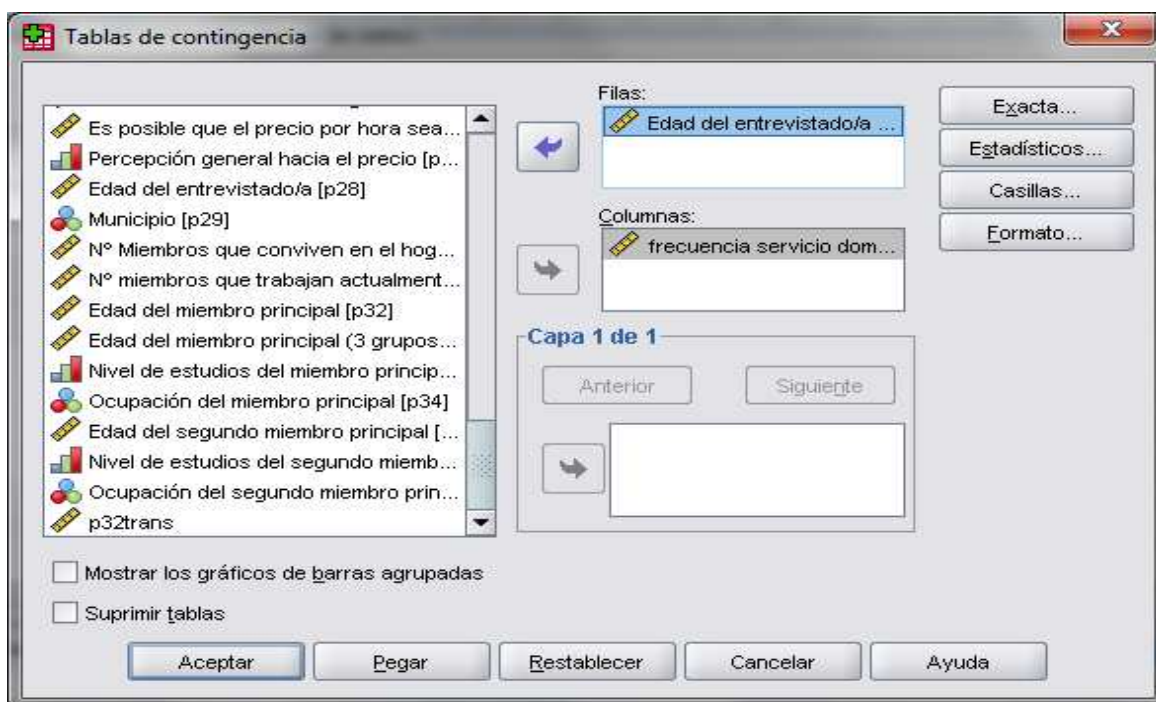 Tablas de contingencia
Es posible que el precio por hora sea...
Percepción general hacia el precio [p...
Edad del entrevistado/a [p28]
Municipio [p29]
Nº Miembros que conviven en el hog...
Nº miembros que trabajan actualment...
Edad del miembro principal [p32]
Edad del miembro principal (3 grupos...
Nivel de estudios del miembro princip...
Ocupación del miembro principal [p34]
Edad del segundo miembro principal [...
Nivel de estudios del segundo miemb...
Ocupación del segundo miembro prin...
p32trans
Filas:
Edad del entrevistado/a ...
Columnas:
frecuencia servicio dom...
Capa 1 de 1
Anterior
Siguiente
Exacta...
Estadísticos...
Casillas...
Formato...
Mostrar los gráficos de barras agrupadas
Suprimir tablas
Aceptar
Pegar
Restablecer
Cancelar
Ayuda